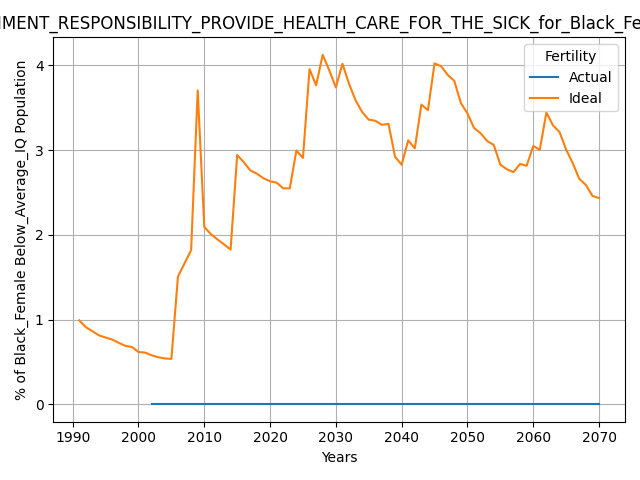 MENT_RESPONSIBILITY_PROVIDE_HEALTH_CARE_FOR_THE_SICK_for_Black_Fe
Fertility
Actual
Ideal
% of Black_Female Below_Average_IQ Population
4
3
2
1
0
1990 2000 2010 2020 2030 2040 2050 2060 2070
Years